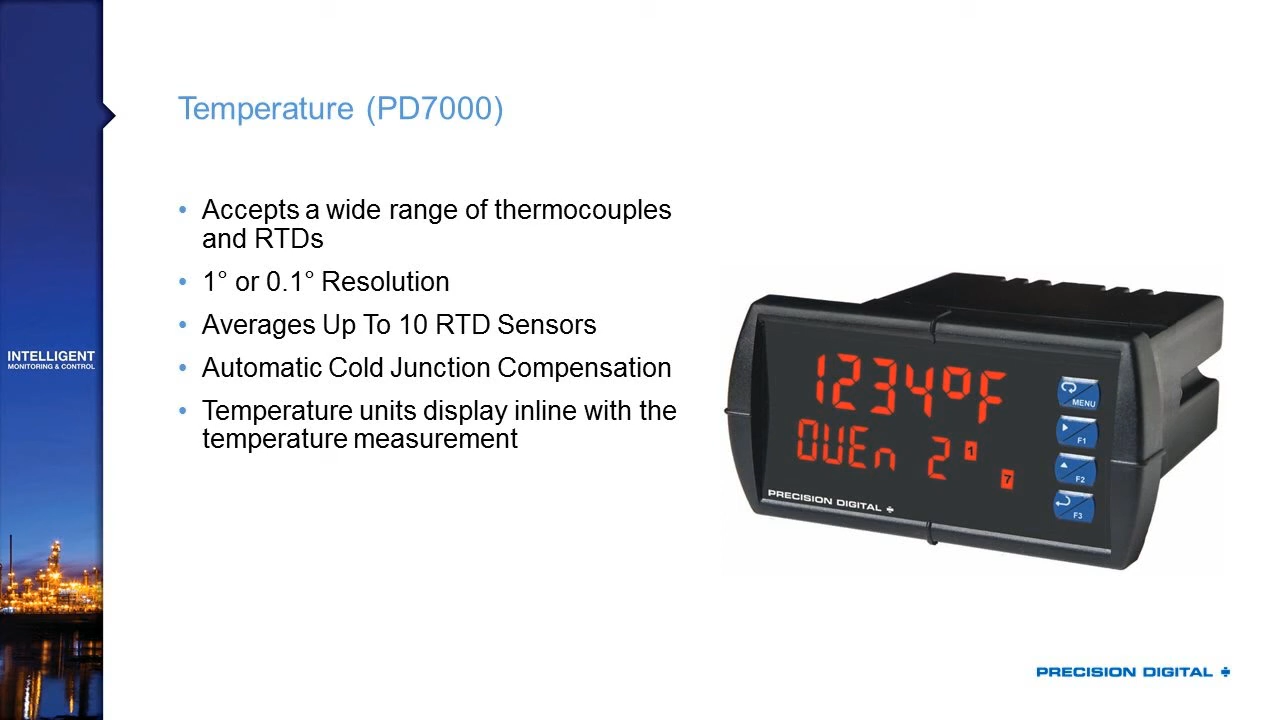 Temperature (PD7000)
• Accepts a wide range of thermocouples
and RTDs
• 1° or 0.1° Resolution
• Averages Up To 10 RTD Sensors
• Automatic Cold Junction Compensation
• Temperature units display inline with the
temperature measurement
INTELLIGENT
MONITORING & CONTROL
1234°F
OVEn 2
1
7
MENU
F1
F2
F3
PRECISION DIGITAL
PRECISION DIGITAL